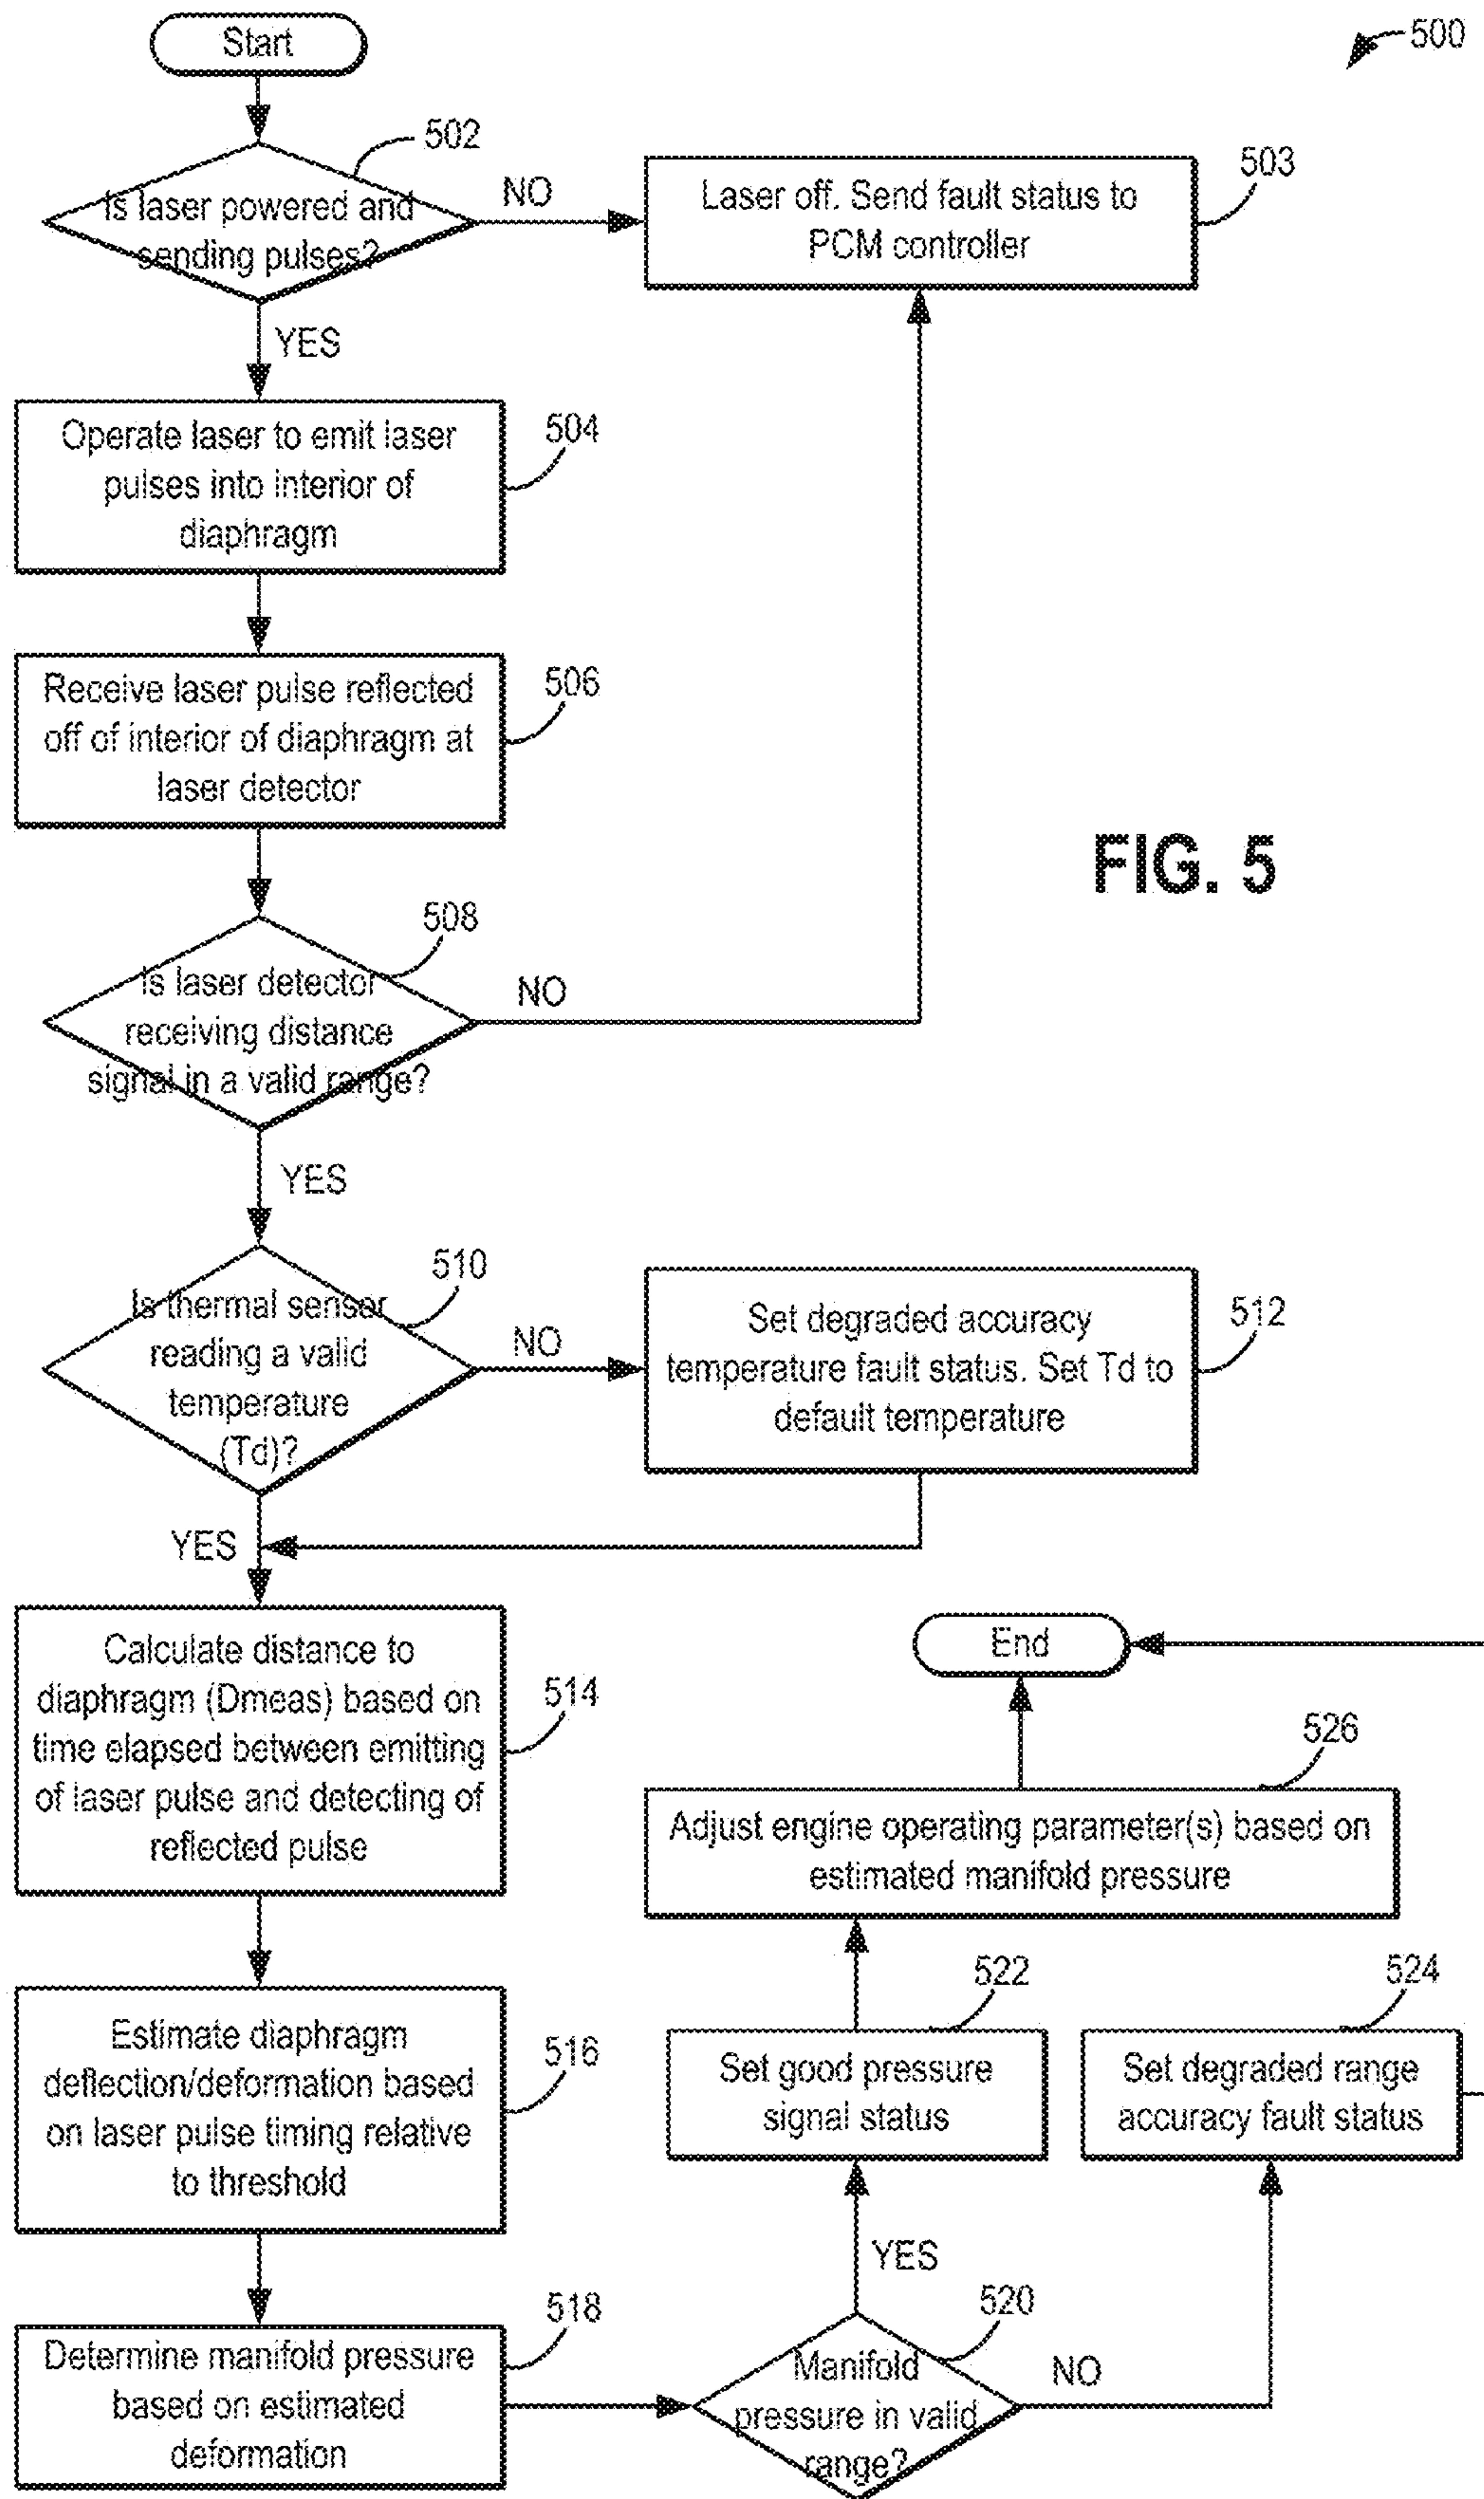 Start
500
502
Is laser powered and
sending pulses?
NO
Laser off. Send fault status to
PCM controller
503
YES
Operate laser to emit laser
pulses into interior of
diaphragm
504
Receive laser pulse reflected
off of interior of diaphragm at
laser detector
506
FIG. 5
508
Is laser detector
receiving distance
signal in a valid range?
NO
YES
510
Is thermal sensor
reading a valid
temperature
(Td)?
NO
Set degraded accuracy
temperature fault status. Set Td to
default temperature
512
YES
Calculate distance to
diaphragm (Dmeas) based on
time elapsed between emitting
of laser pulse and detecting of
reflected pulse
514
End
526
Adjust engine operating parameter(s) based on
estimated manifold pressure
Estimate diaphragm
deflection/deformation based
on laser pulse timing relative
to threshold
516
522
Set good pressure
signal status
524
Set degraded range
accuracy fault status
YES
Determine manifold pressure
based on estimated
deformation
518
520
Manifold
pressure in valid
range?
NO